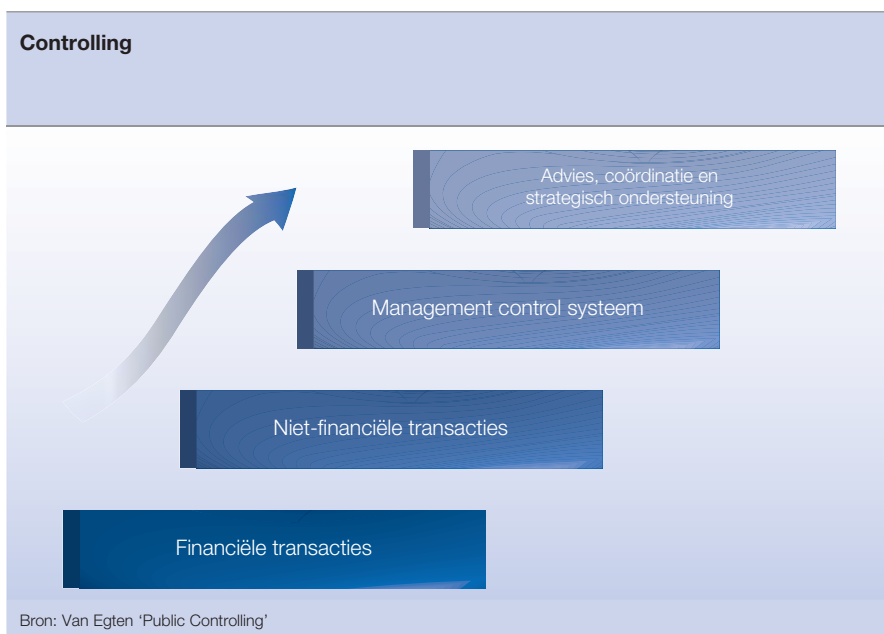 Controlling
Advies, coördinatie en
strategisch ondersteuning
Management control systeem
Niet-financiële transacties
Financiële transacties
Bron: Van Egten ‘Public Controlling’